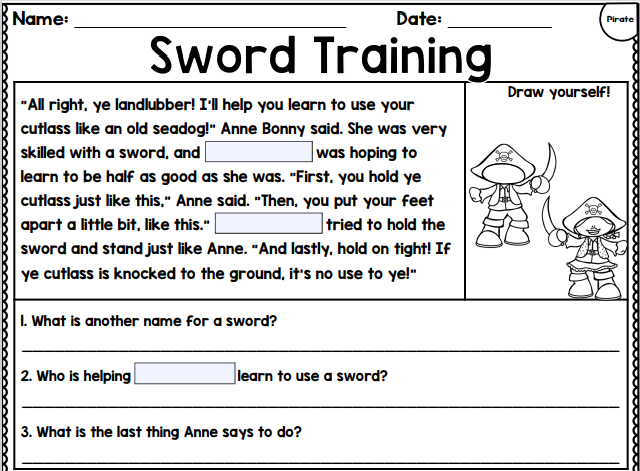 Name: ____________________ Date: __________
Pirate
Sword Training
"All right, ye landlubber! I'll help you learn to use your
cutlass like an old seadog!" Anne Bonny said. She was very
skilled with a sword, and was hoping to
learn to be half as good as she was. "First, you hold ye
cutlass just like this," Anne said. "Then, you put your feet
apart a little bit, like this." tried to hold the
sword and stand just like Anne. "And lastly, hold on tight! If
ye cutlass is knocked to the ground, it's no use to ye!"
Draw yourself!
1. What is another name for a sword?
2. Who is helping learn to use a sword?
3. What is the last thing Anne says to do?